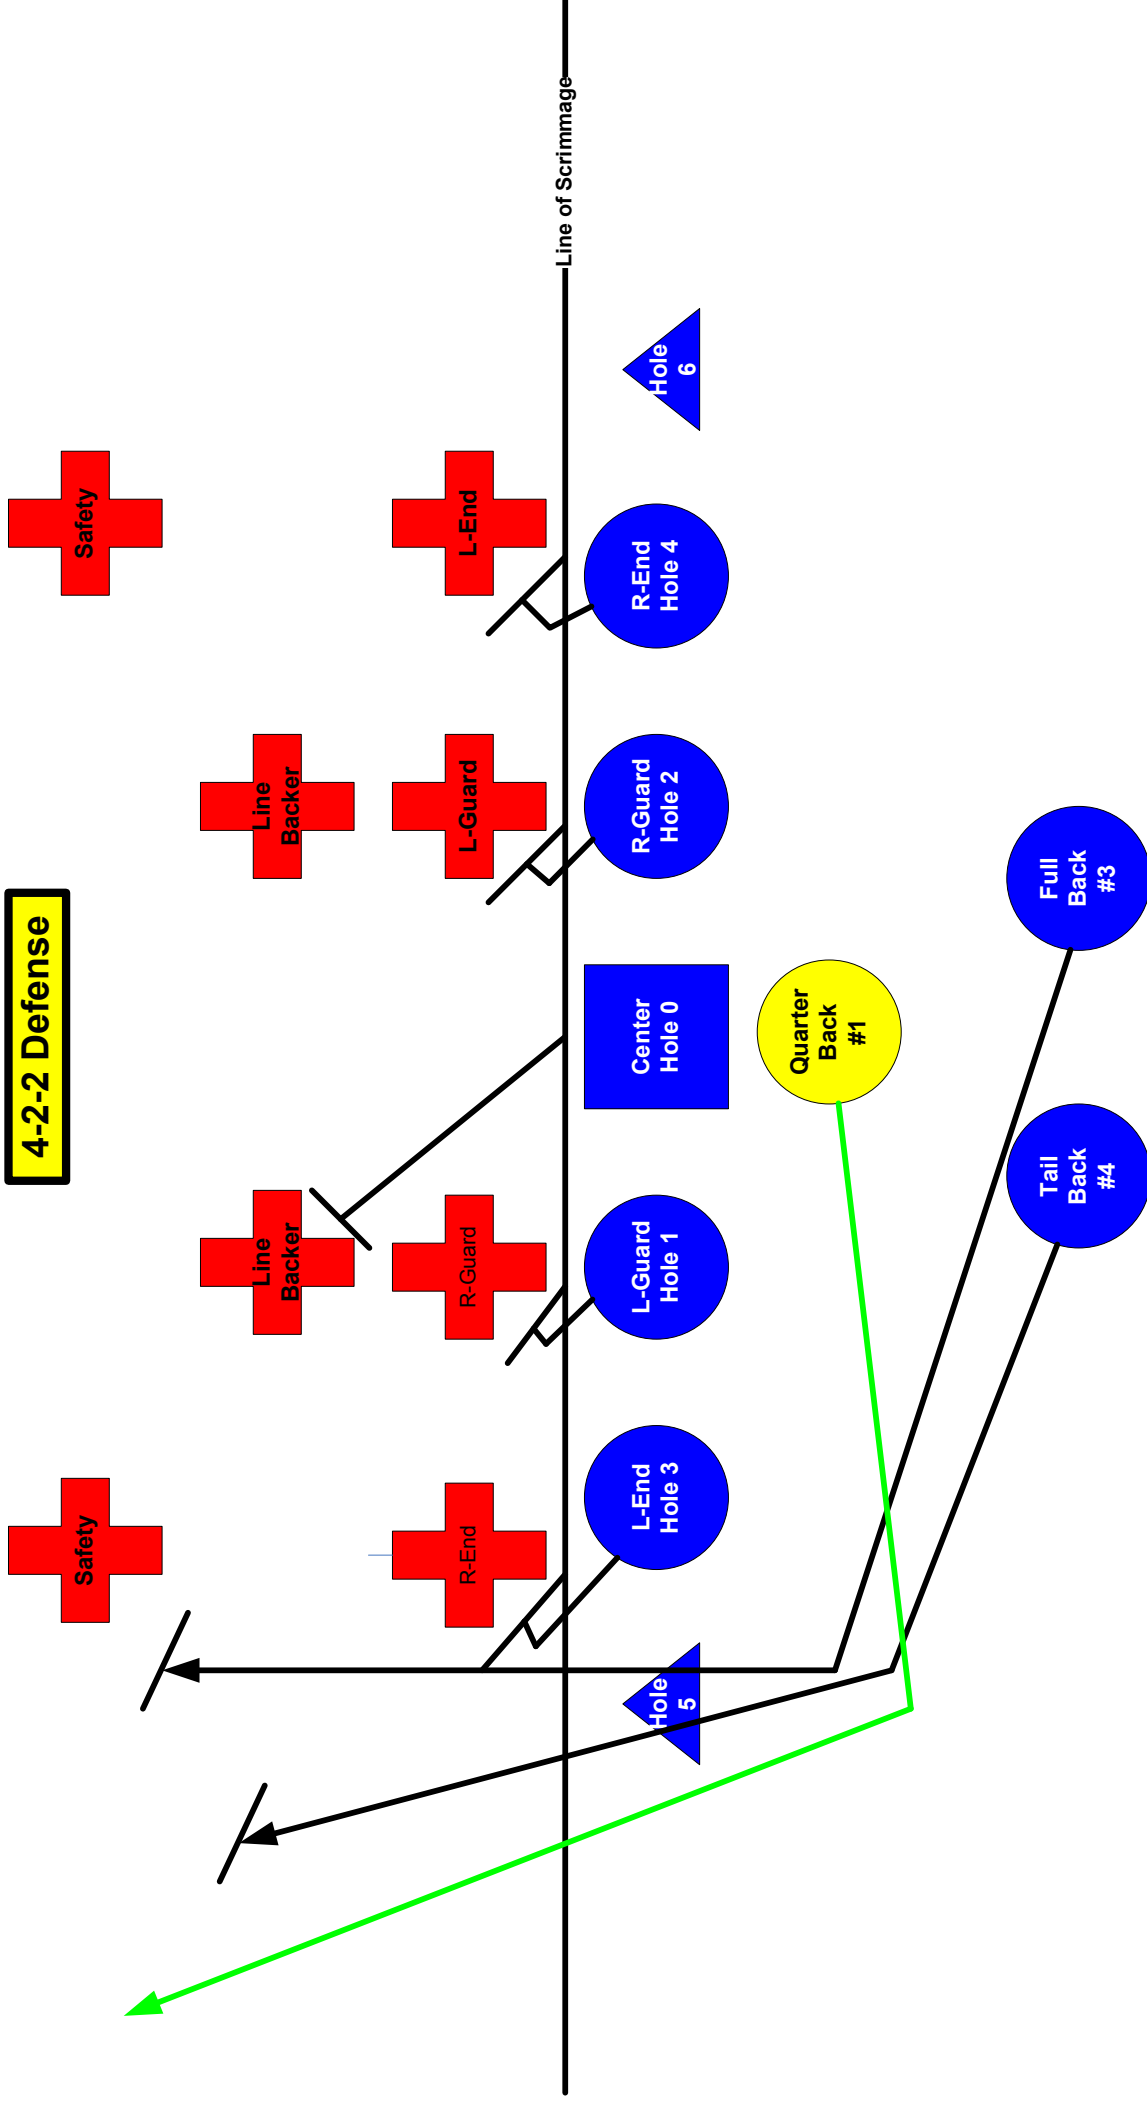 4-2-2 Defense
Safety
Safety
Line
Backer
Line
Backer
R-End
R-Guard
L-Guard
L-End
Line of Scrimmage
Hole
5
L-End
Hole 3
L-Guard
Hole 1
Center
Hole 0
R-Guard
Hole 2
R-End
Hole 4
Hole
6
Quarter
Back
#1
Tail
Back
#4
Full
Back
#3